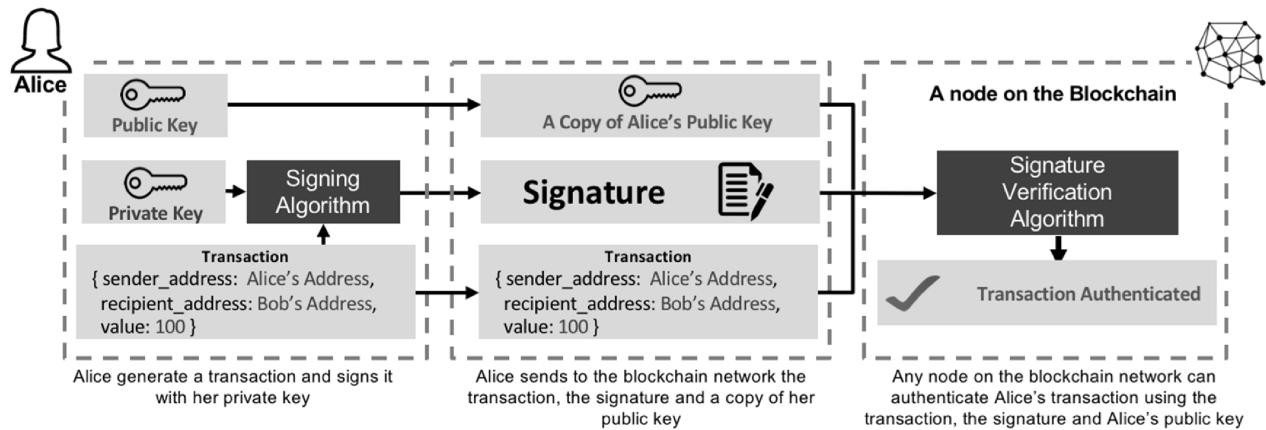 Alice
Public Key
Private Key
Signing
Algorithm
Transaction
{ sender_address: Alice's Address,
recipient_address: Bob's Address,
value: 100 }
Alice generate a transaction and signs it
with her private key
A Copy of Alice's Public Key
Signature
Transaction
{ sender_address: Alice's Address,
recipient_address: Bob's Address,
value: 100 }
Alice sends to the blockchain network the
transaction, the signature and a copy of her
public key
A node on the Blockchain
Signature
Verification
Algorithm
Transaction Authenticated
Any node on the blockchain network can
authenticate Alice's transaction using the
transaction, the signature and Alice's public key